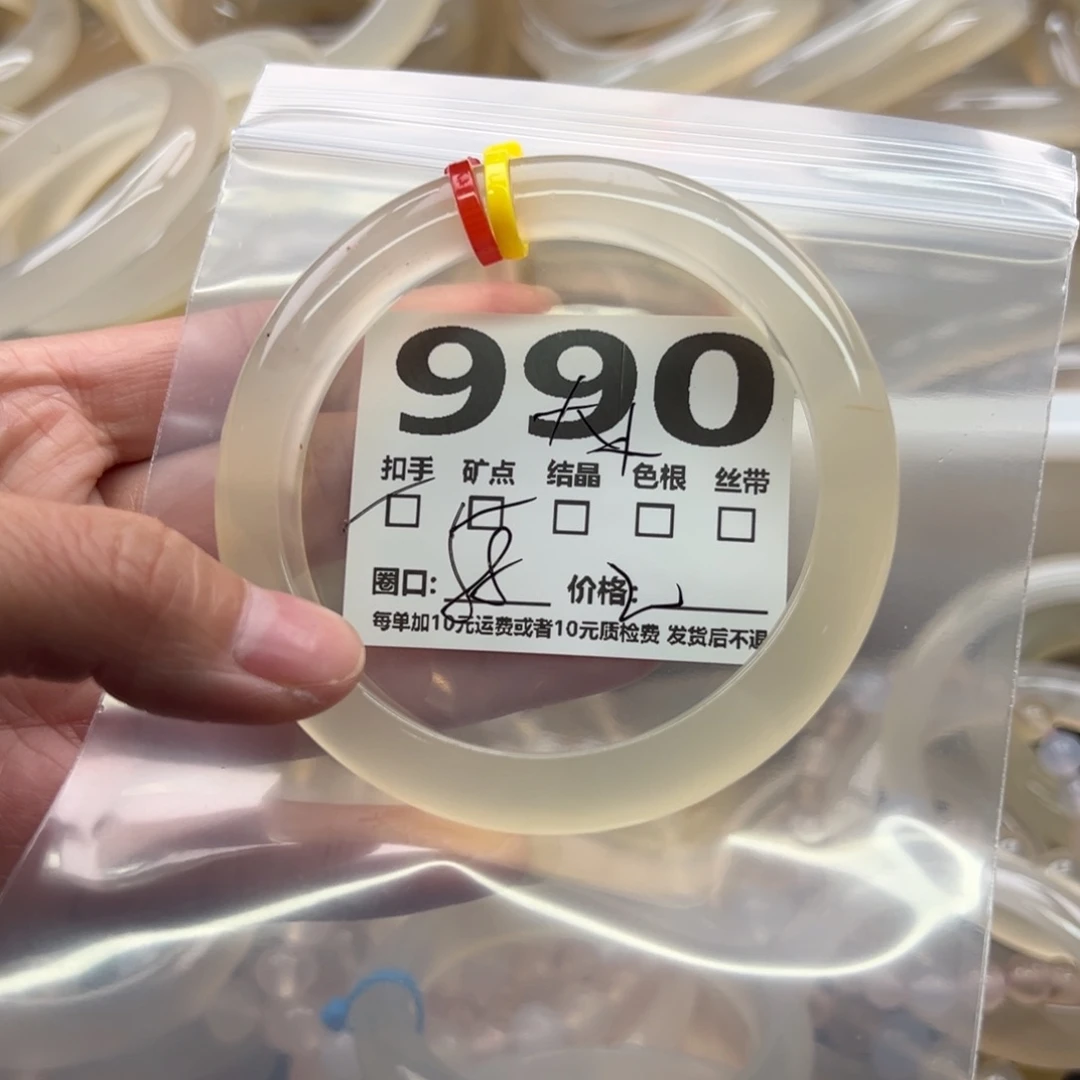 990
扣手 矿点 结晶 色根 丝带
圈口: 价格:
每单加10元运费或者10元质检费 发货后不退